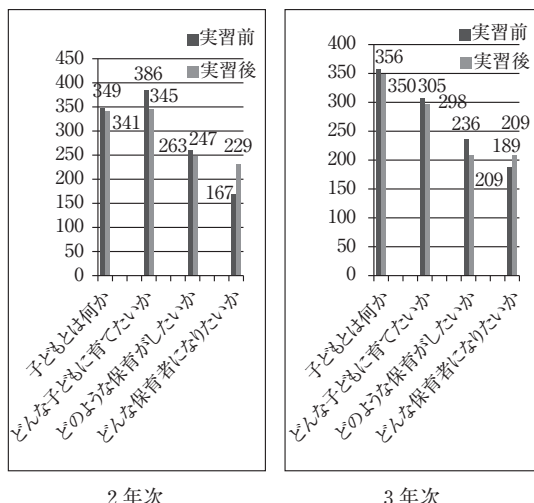 ■実習前
■実習後
450
400
350
300
250
200
150
100
50
0
349
341
386
345
263
247
167
229
子どもとは何か
どんな子どもに育てたいか
どのような保育がしたいか
どんな保育者になりたいか
2 年次
■実習前
■実習後
400
350
300
250
200
150
100
50
0
356
350
305
298
236
209
189
209
子どもとは何か
どんな子どもに育てたいか
どのような保育がしたいか
どんな保育者になりたいか
3 年次